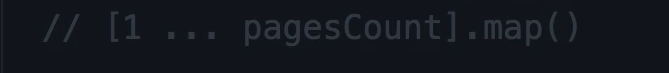 // [1 ... pagesCount].map()